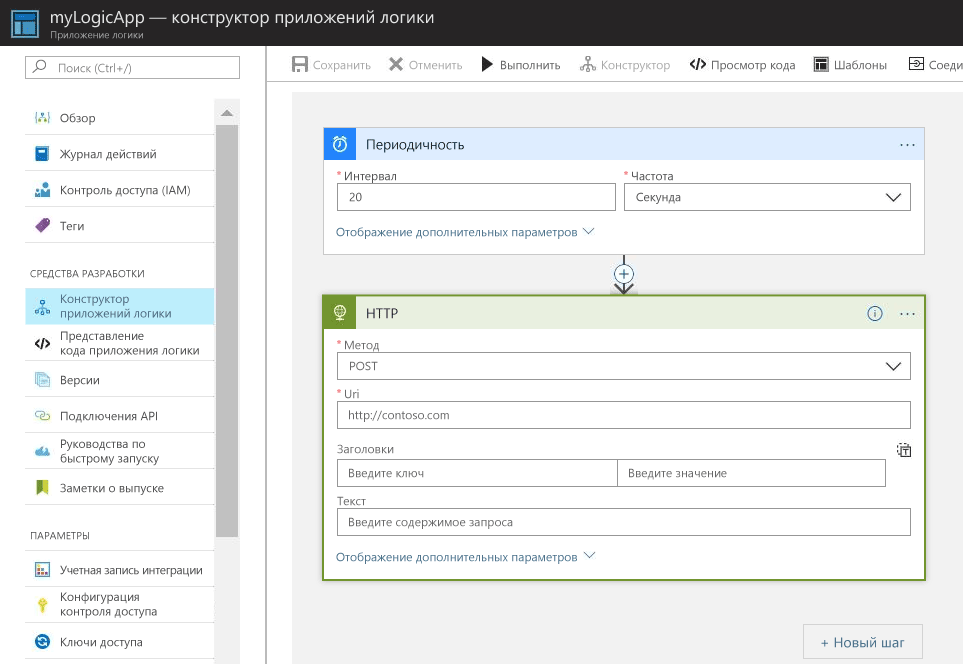 myLogicApp — конструктор приложений логики
Приложение логики
Поиск (Ctrl+/)
Обзор
Журнал действий
Контроль доступа (IAM)
Теги
СРЕДСТВА РАЗРАБОТКИ
Конструктор
приложений логики
Представление
кода приложения логики
Версии
Подключения API
Руководства по
быстрому запуску
Заметки о выпуске
ПАРАМЕТРЫ
Учетная запись интеграции
Конфигурация
контроля доступа
Ключи доступа
Сохранить Отменить Выполнить Конструктор Просмотр кода Шаблоны Соеди
Периодичность
* Интервал * Частота
20 Секунда
Отображение дополнительных параметров
HTTP
* Метод
POST
* Uri
http://contoso.com
Заголовки
Введите ключ Введите значение
Текст
Введите содержимое запроса
Отображение дополнительных параметров
+ Новый шаг